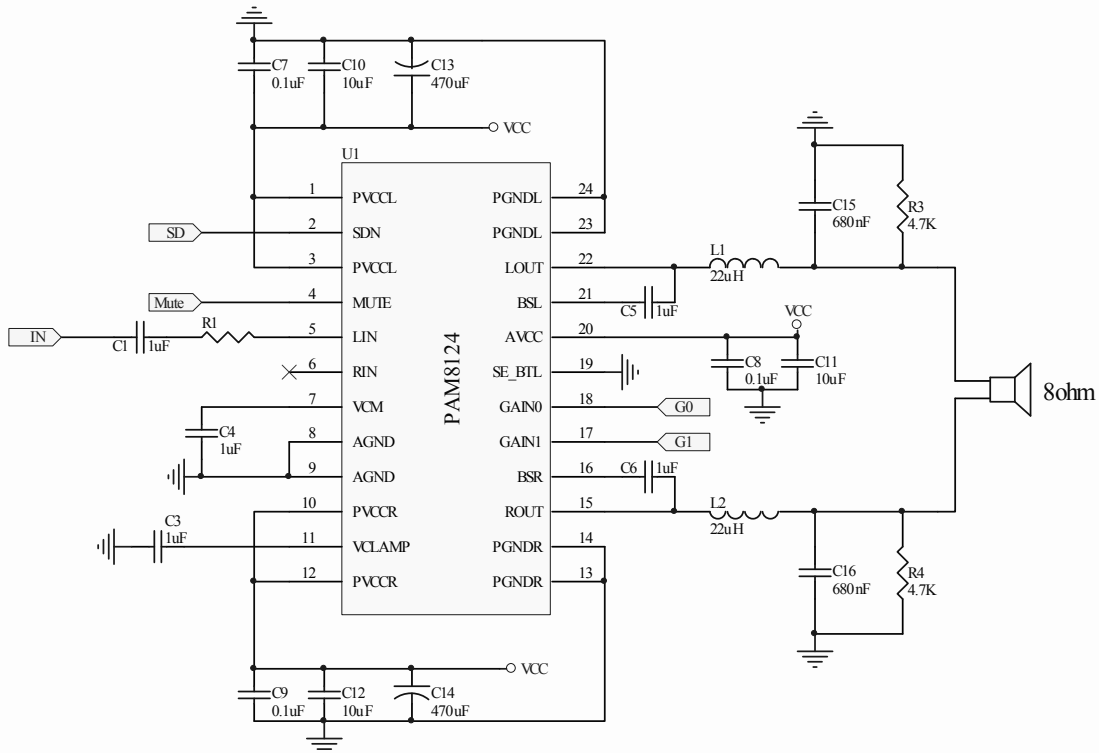 C7
0.1uF
C10
10uF
C13
470uF
VCC
U1
1
PVCCL
PGNDL
24
SD
2
SDN
PGNDL
23
3
PVCCL
LOUT
22
L1
22uH
C15
680nF
R3
4.7K
Mute
4
MUTE
BSL
21
C5
1uF
IN
C1
1uF
R1
5
LIN
AVCC
20
VCC
6
RIN
SE_BTL
19
C8
0.1uF
C11
10uF
PAM8124
7
VCM
GAIN0
18
G0
8ohm
C4
1uF
8
AGND
GAIN1
17
G1
9
AGND
BSR
16
C6
1uF
10
PVCCR
ROUT
15
L2
22uH
C3
1uF
11
VCLAMP
PGNDR
14
12
PVCCR
PGNDR
13
C16
680nF
R4
4.7K
VCC
C9
0.1uF
C12
10uF
C14
470uF